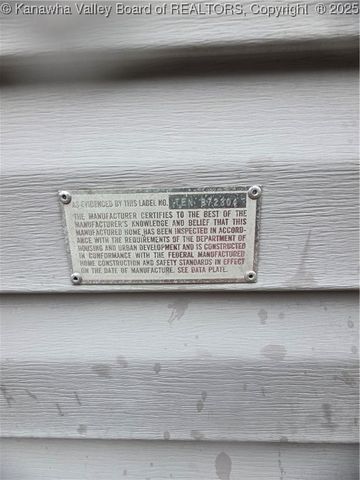 © Kanawha Valley Board of REALTORS, Copyright ® 2025
AS EVIDENCED BY THIS LABEL NO. TEN
THE MANUFACTURER CERTIFIES TO THE BEST OF THE
MANUFACTURER'S KNOWLEDGE AND BELIEF THAT THIS
MANUFACTURED HOME HAS BEEN INSPECTED IN ACCORD-
ANCE WITH THE REQUIREMENTS OF THE DEPARTMENT OF
HOUSING AND URBAN DEVELOPMENT AND IS CONSTRUCTED
IN CONFORMANCE WITH THE FEDERAL MANUFACTURED
HOME CONSTRUCTION AND SAFETY STANDARDS IN EFFECT
ON THE DATE OF MANUFACTURE. SEE DATA PLATE.